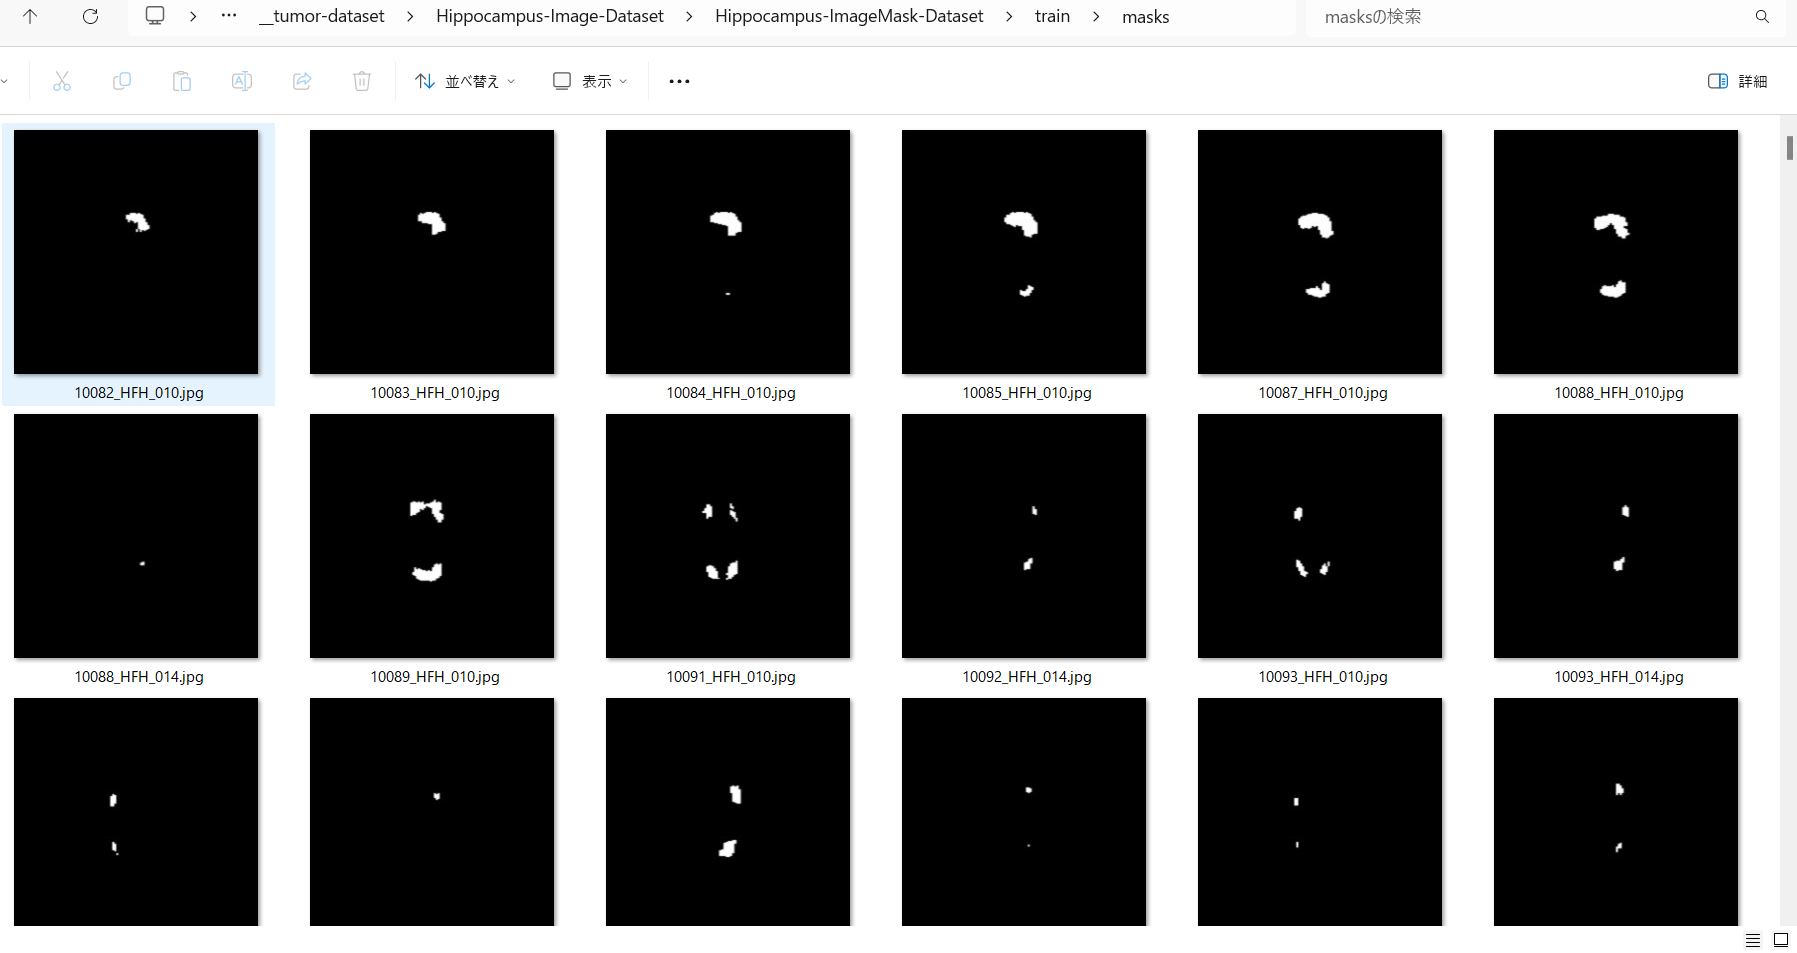 … > __tumor-dataset > Hippocampus-Image-Dataset > Hippocampus-ImageMask-Dataset > train > masks
masksの検索
並べ替え
表示
詳細
10082_HFH_010.jpg
10083_HFH_010.jpg
10084_HFH_010.jpg
10085_HFH_010.jpg
10087_HFH_010.jpg
10088_HFH_010.jpg
10088_HFH_014.jpg
10089_HFH_010.jpg
10091_HFH_010.jpg
10092_HFH_014.jpg
10093_HFH_010.jpg
10093_HFH_014.jpg